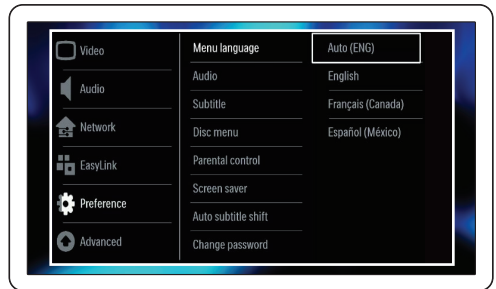 Video
Audio
Network
EasyLink
Preference
Advanced
Menu language
Audio
Subtitle
Disc menu
Parental control
Screen saver
Auto subtitle shift
Change password
Auto (ENG)
English
Français (Canada)
Español (México)